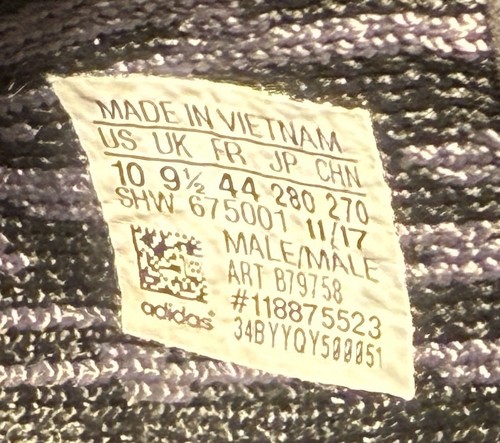 MADE IN VIETNAM
US UK FR JP CHN
10 9½ 44 280 270
SHW 675001 11/17
MALE/MALE
ART B79758
#118875523
34BYYQY500051
adidas